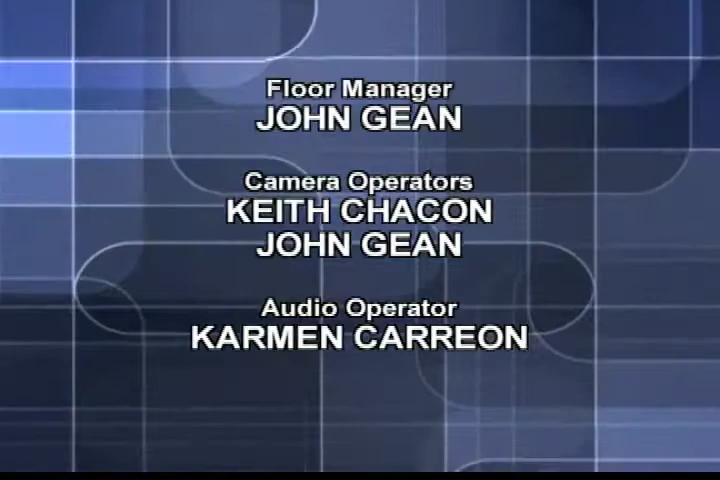 Floor Manager
JOHN GEAN
Camera Operators
KEITH CHACON
JOHN GEAN
Audio Operator
KARMEN CARREON